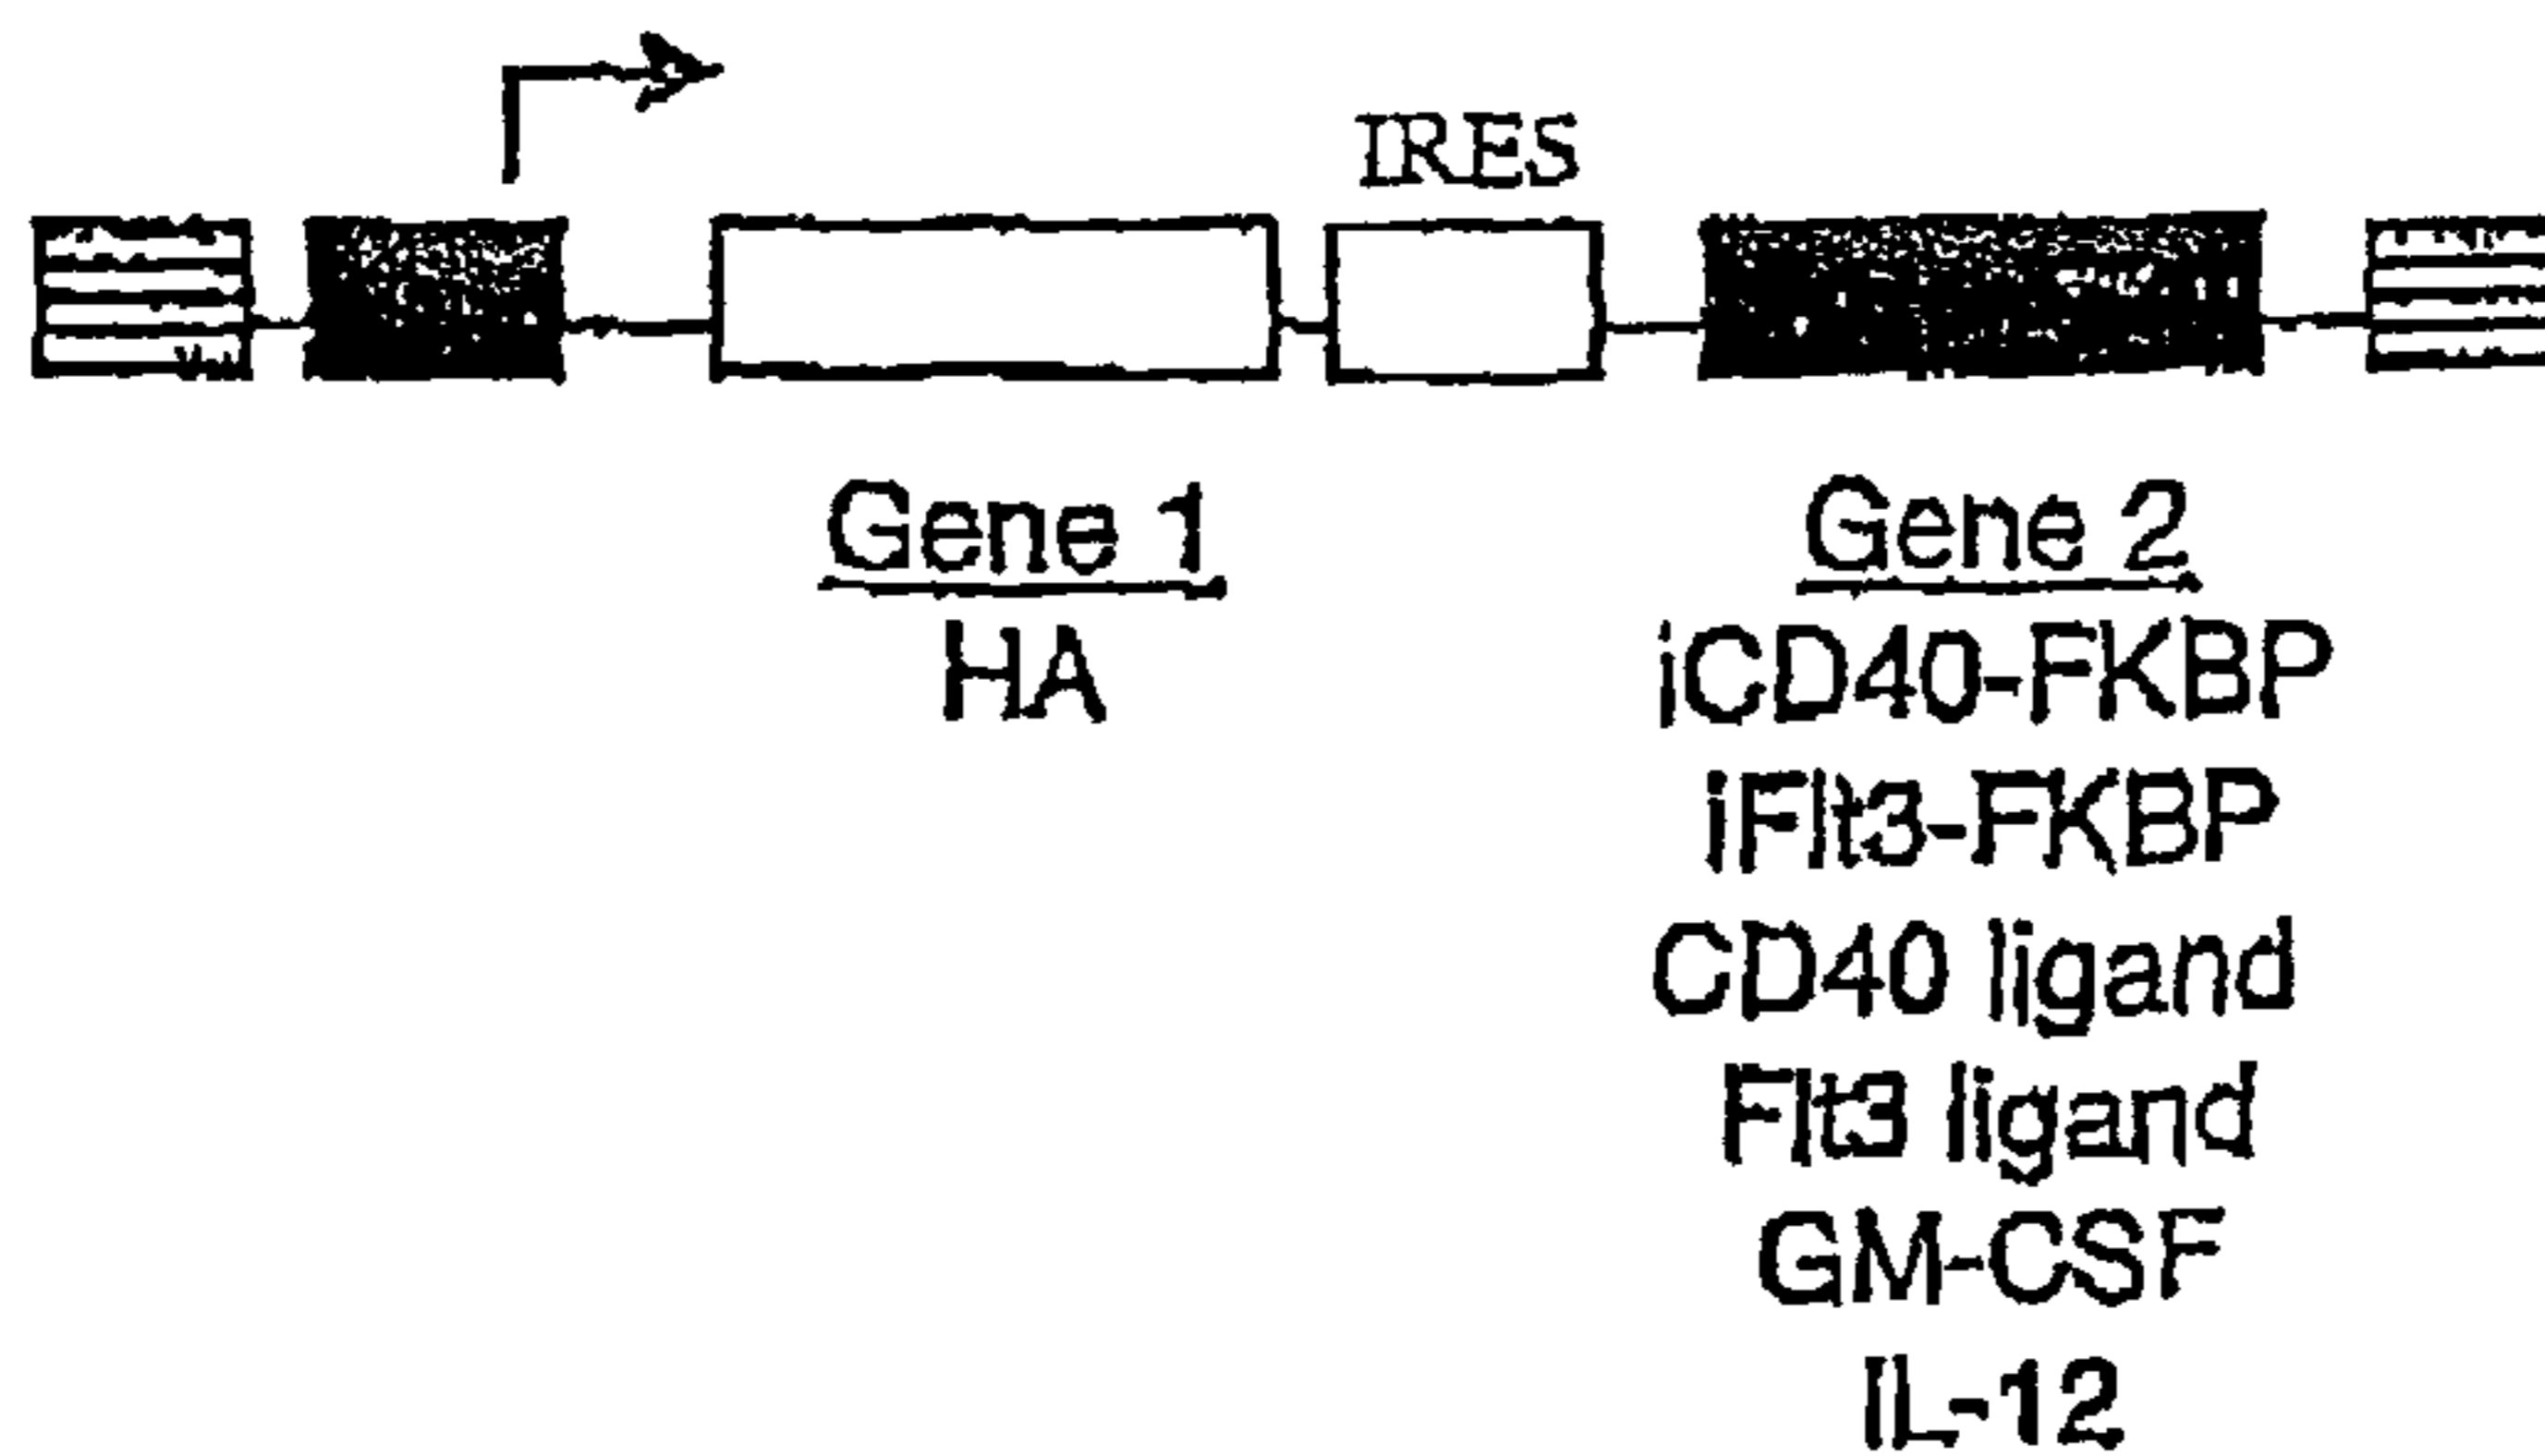 IRES
Gene 1
HA
Gene 2
iCD40-FKBP
iFlt3-FKBP
CD40 ligand
Flt3 ligand
GM-CSF
IL-12